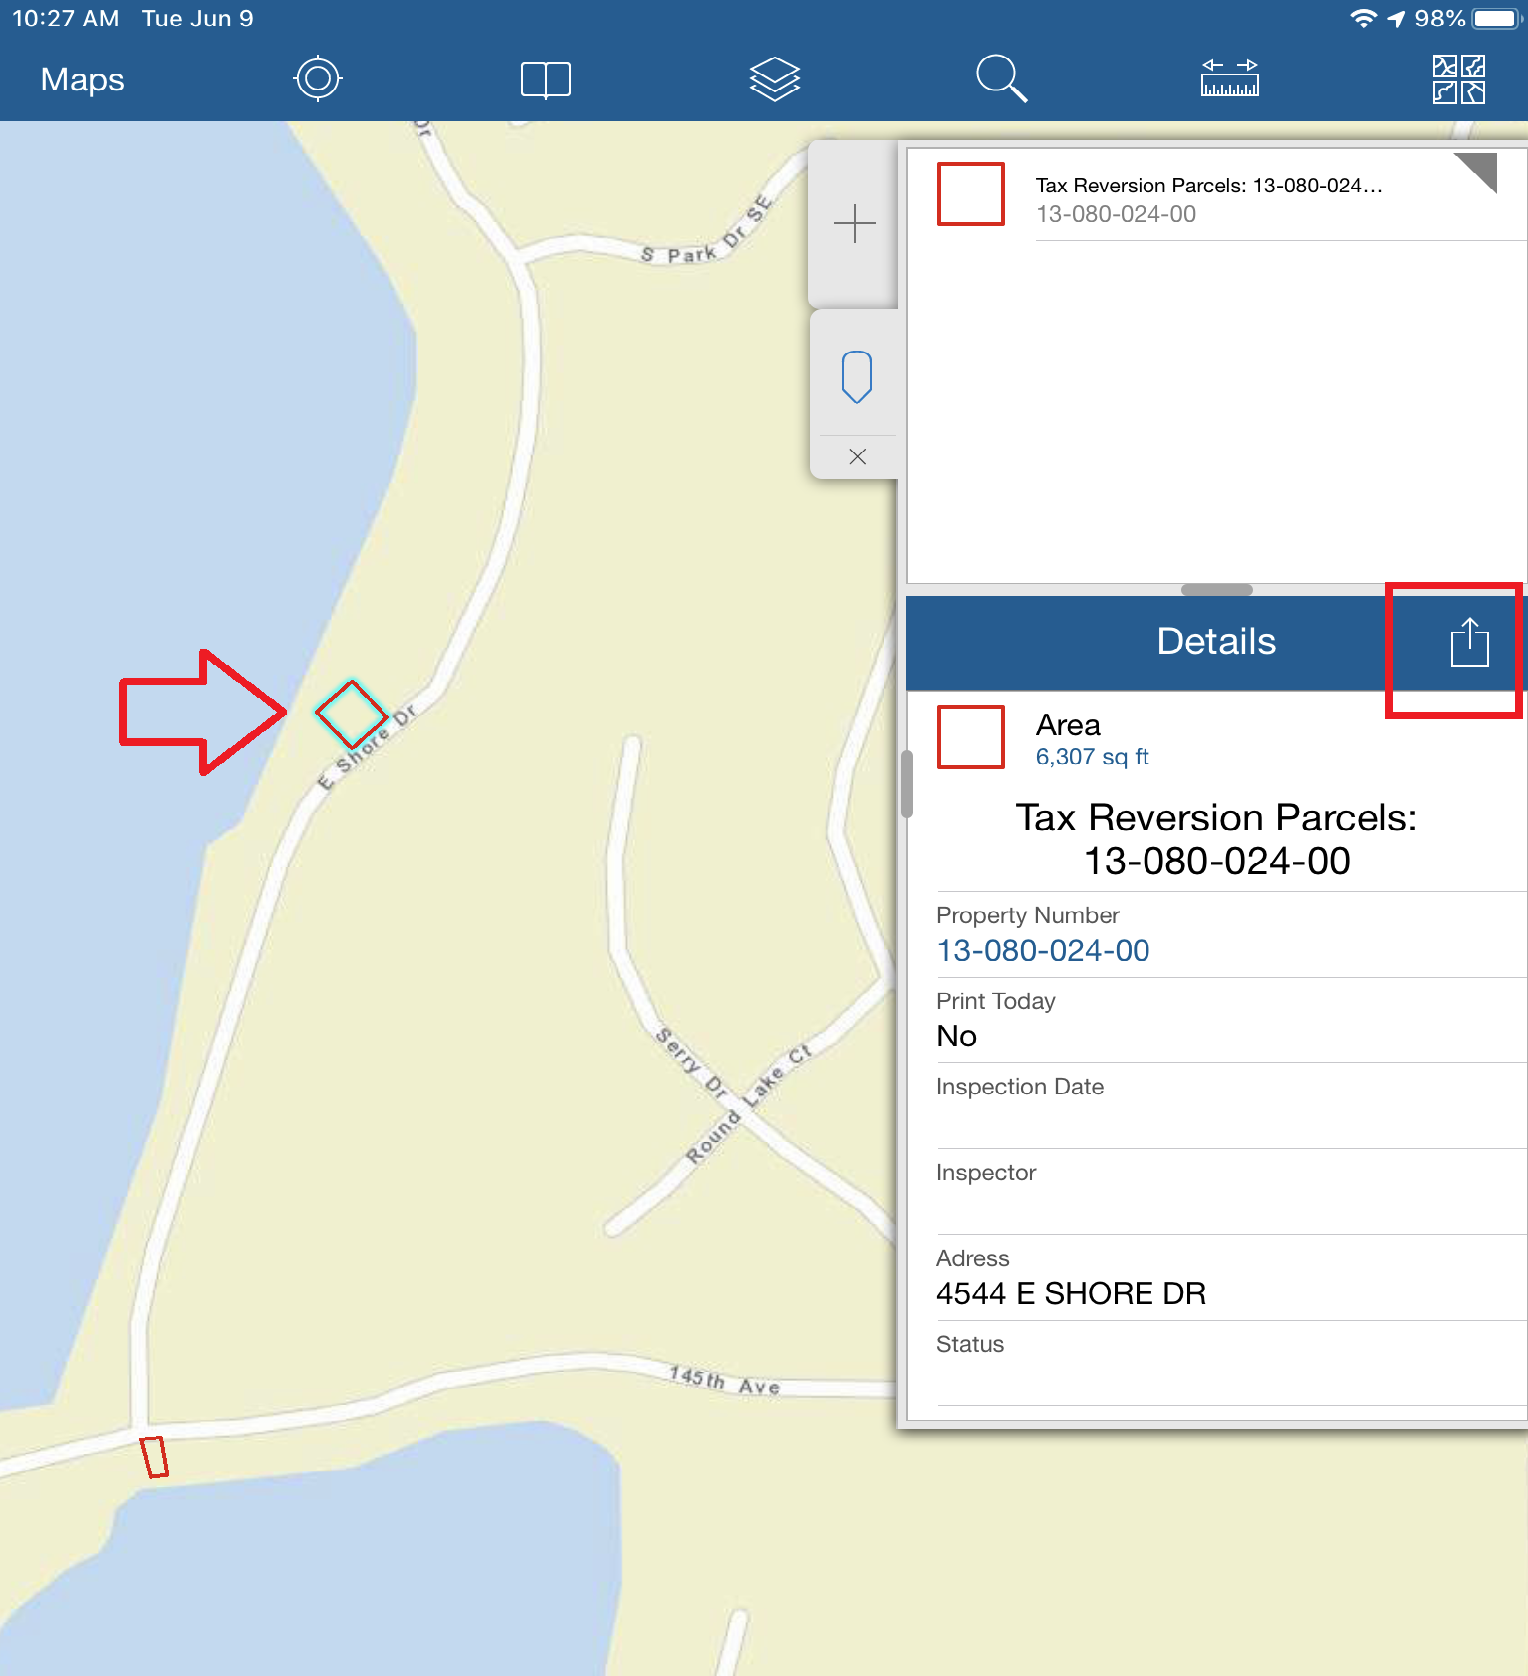 10:27 AM Tue Jun 9
98%
Maps
Dr
S Park Dr SE
E Shore Dr
Serry Dr
Round Lake Ct
145th Ave
Tax Reversion Parcels: 13-080-024...
13-080-024-00
Details
Area
6,307 sq ft
Tax Reversion Parcels:
13-080-024-00
Property Number
13-080-024-00
Print Today
No
Inspection Date
Inspector
Adress
4544 E SHORE DR
Status